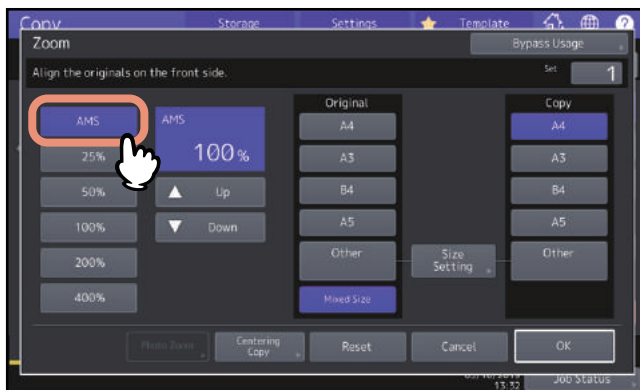 Copy Storage Settings Template ?
Zoom
Bypass Usage
Align the originals on the front side.
Set 1
AMS
25%
50%
100%
200%
400%
AMS
100 %
Up
Down
Original
A4
A3
B4
A5
Other
Mixed Size
Size
Setting
Copy
A4
A3
B4
A5
Other
Photo Zoom
Centering
Copy
Reset
Cancel
OK
13:32
Job Status